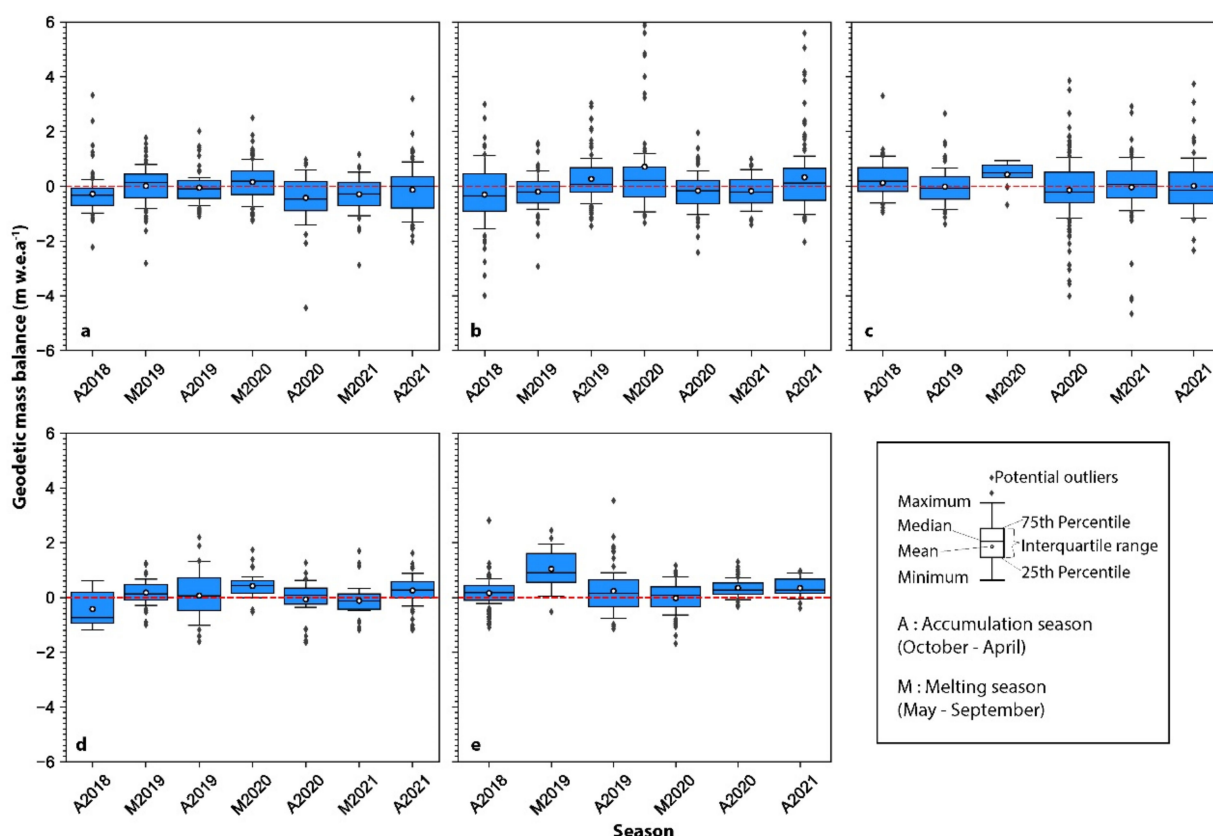 Geodetic mass balance (m w.e.a⁻¹)
6
4
2
0
−2
−4
−6
a
A2018
M2019
A2019
M2020
A2020
M2021
A2021
b
A2018
M2019
A2019
M2020
A2020
M2021
A2021
c
A2018
A2019
M2020
A2020
M2021
A2021
6
4
2
0
−2
−4
−6
d
A2018
M2019
A2019
M2020
A2020
M2021
A2021
e
A2018
M2019
A2019
M2020
A2020
A2021
Season
Potential outliers
Maximum
Median
75th Percentile
Mean
Interquartile range
Minimum
25th Percentile
A : Accumulation season
(October - April)
M : Melting season
(May - September)